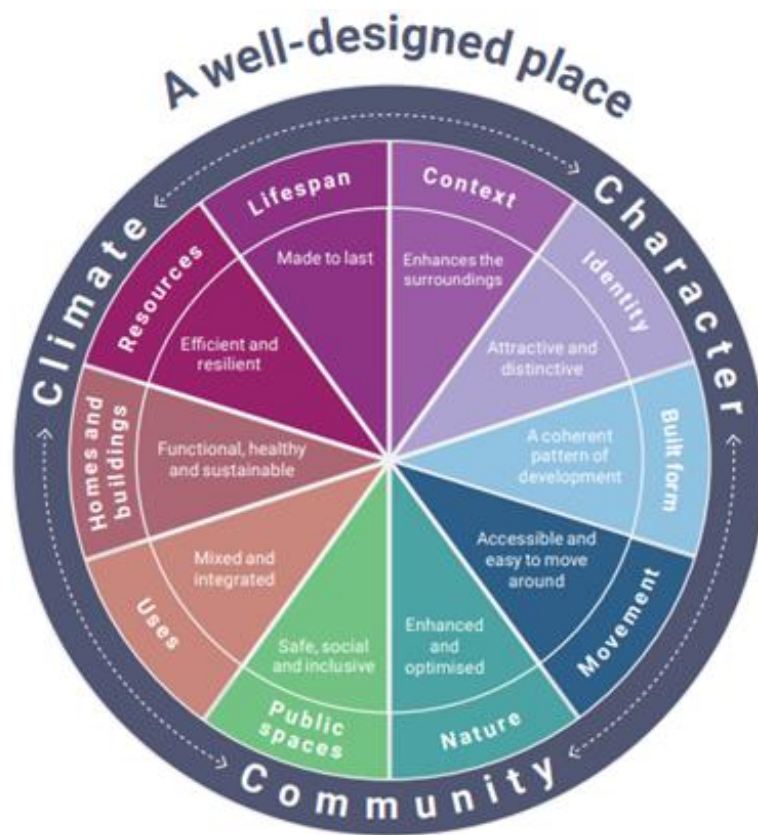 A well-designed place
Climate
Character
Community
Context
Enhances the
surroundings
Identity
Attractive and
distinctive
Built form
A coherent
pattern of
development
Movement
Accessible and
easy to move
around
Nature
Enhanced
and
optimised
Public
spaces
Safe, social
and inclusive
Uses
Mixed and
integrated
Homes and
buildings
Functional, healthy
and sustainable
Resources
Efficient and
resilient
Lifespan
Made to last